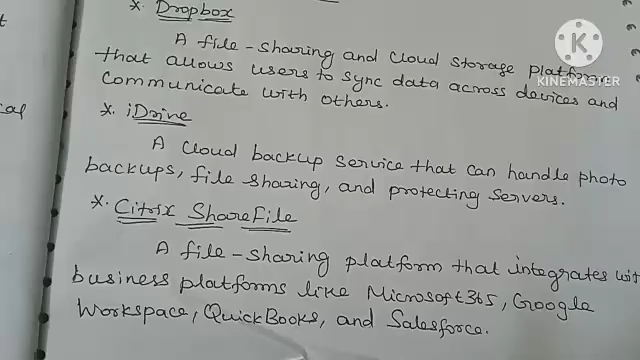 * Dropbox
A file-sharing and cloud storage platform
that allows users to sync data across devices and
communicate with others.
* iDrive
A cloud backup service that can handle photo
backups, file sharing, and protecting servers.
* Citrix ShareFile
A file-sharing platform that integrates with
business platforms like Microsoft 365, Google
Workspace, QuickBooks, and Salesforce.
KINEMASTER